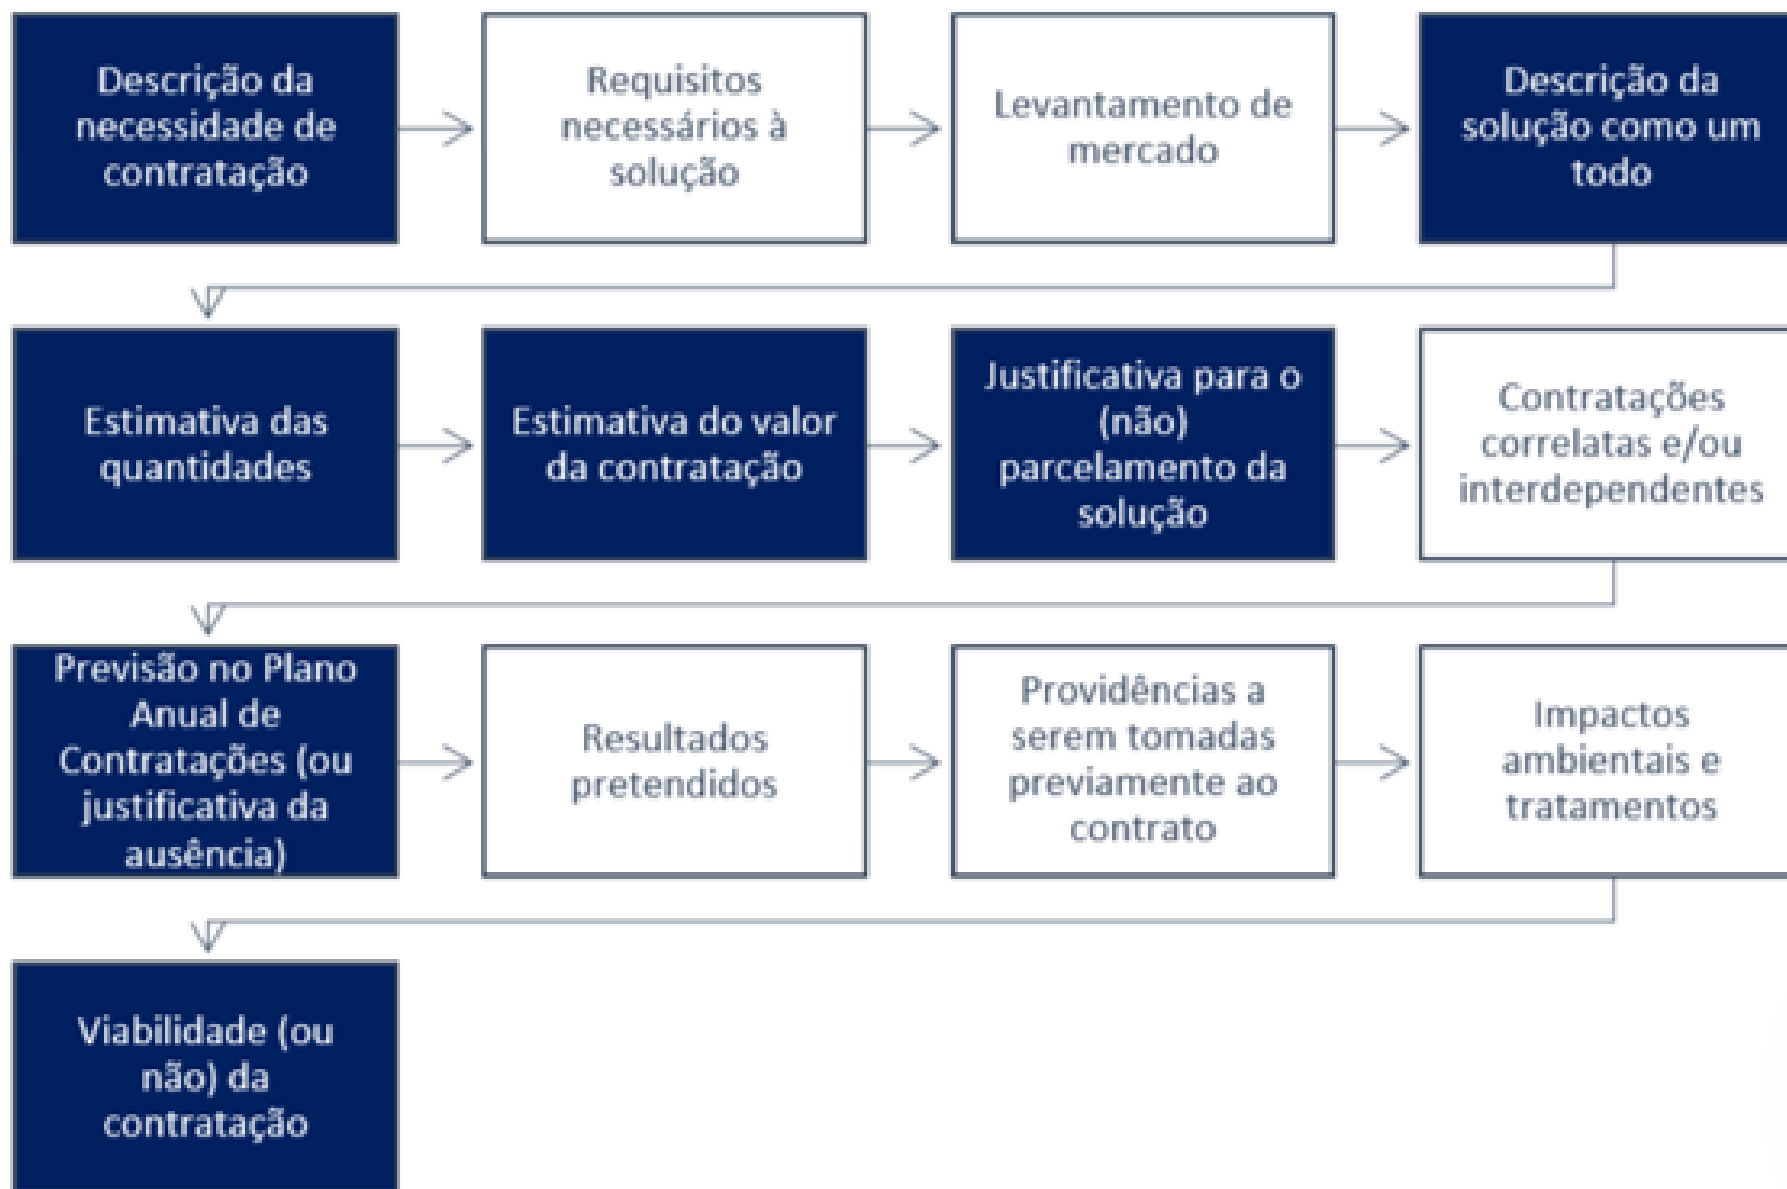 Descrição da
necessidade de
contratação
Requisitos
necessários à
solução
Levantamento de
mercado
Descrição da
solução como um
todo
Estimativa das
quantidades
Estimativa do valor
da contratação
Justificativa para o
(não)
parcelamento da
solução
Contratações
correlatas e/ou
interdependentes
Previsão no Plano
Anual de
Contratações (ou
justificativa da
ausência)
Resultados
pretendidos
Providências a
serem tomadas
previamente ao
contrato
Impactos
ambientais e
tratamentos
Viabilidade (ou
não) da
contratação